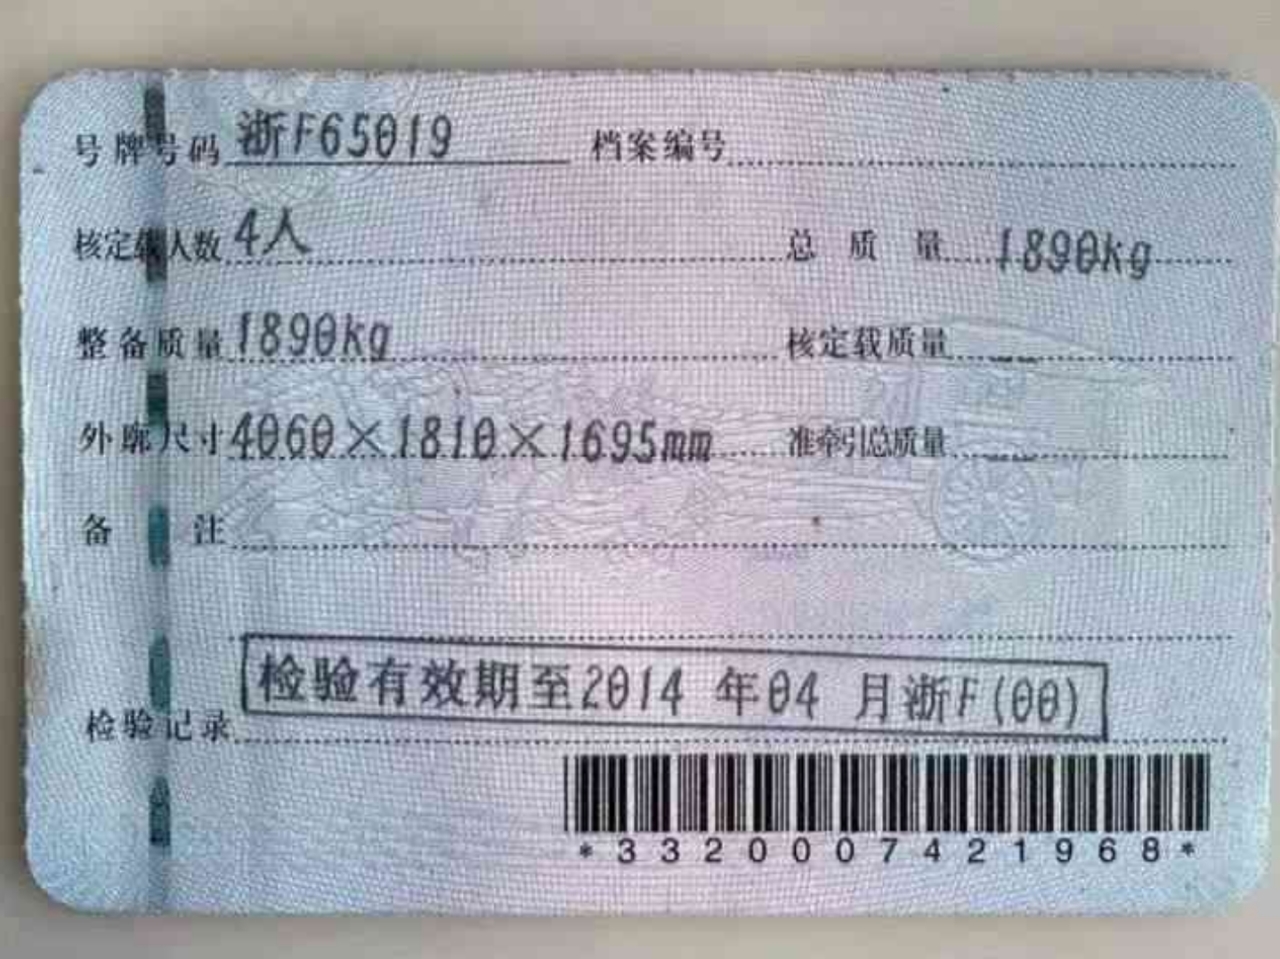 号牌号码 浙F65019 档案编号
核定载人数 4人 总质量 1890kg
整备质量 1890kg 核定载质量 --
外廓尺寸 4060×1810×1695mm 准牵引总质量 --
备注
检验有效期至2014 年04 月浙F(00)
检验记录
*3320007421968*